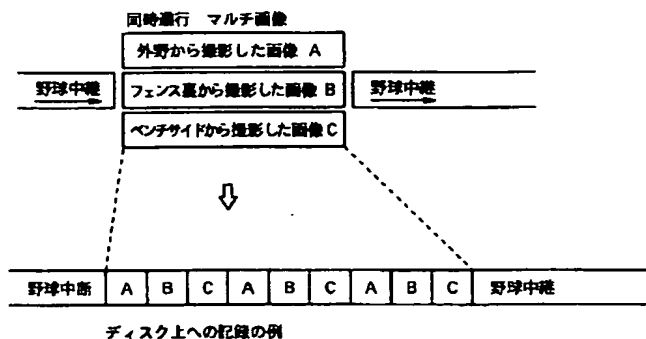 同時進行 マルチ画像
外野から撮影した画像 A
野球中継
フェンス裏から撮影した画像 B
野球中継
ベンチサイドから撮影した画像 C
野球中断 A B C A B C A B C 野球中継
ディスク上への記録の例